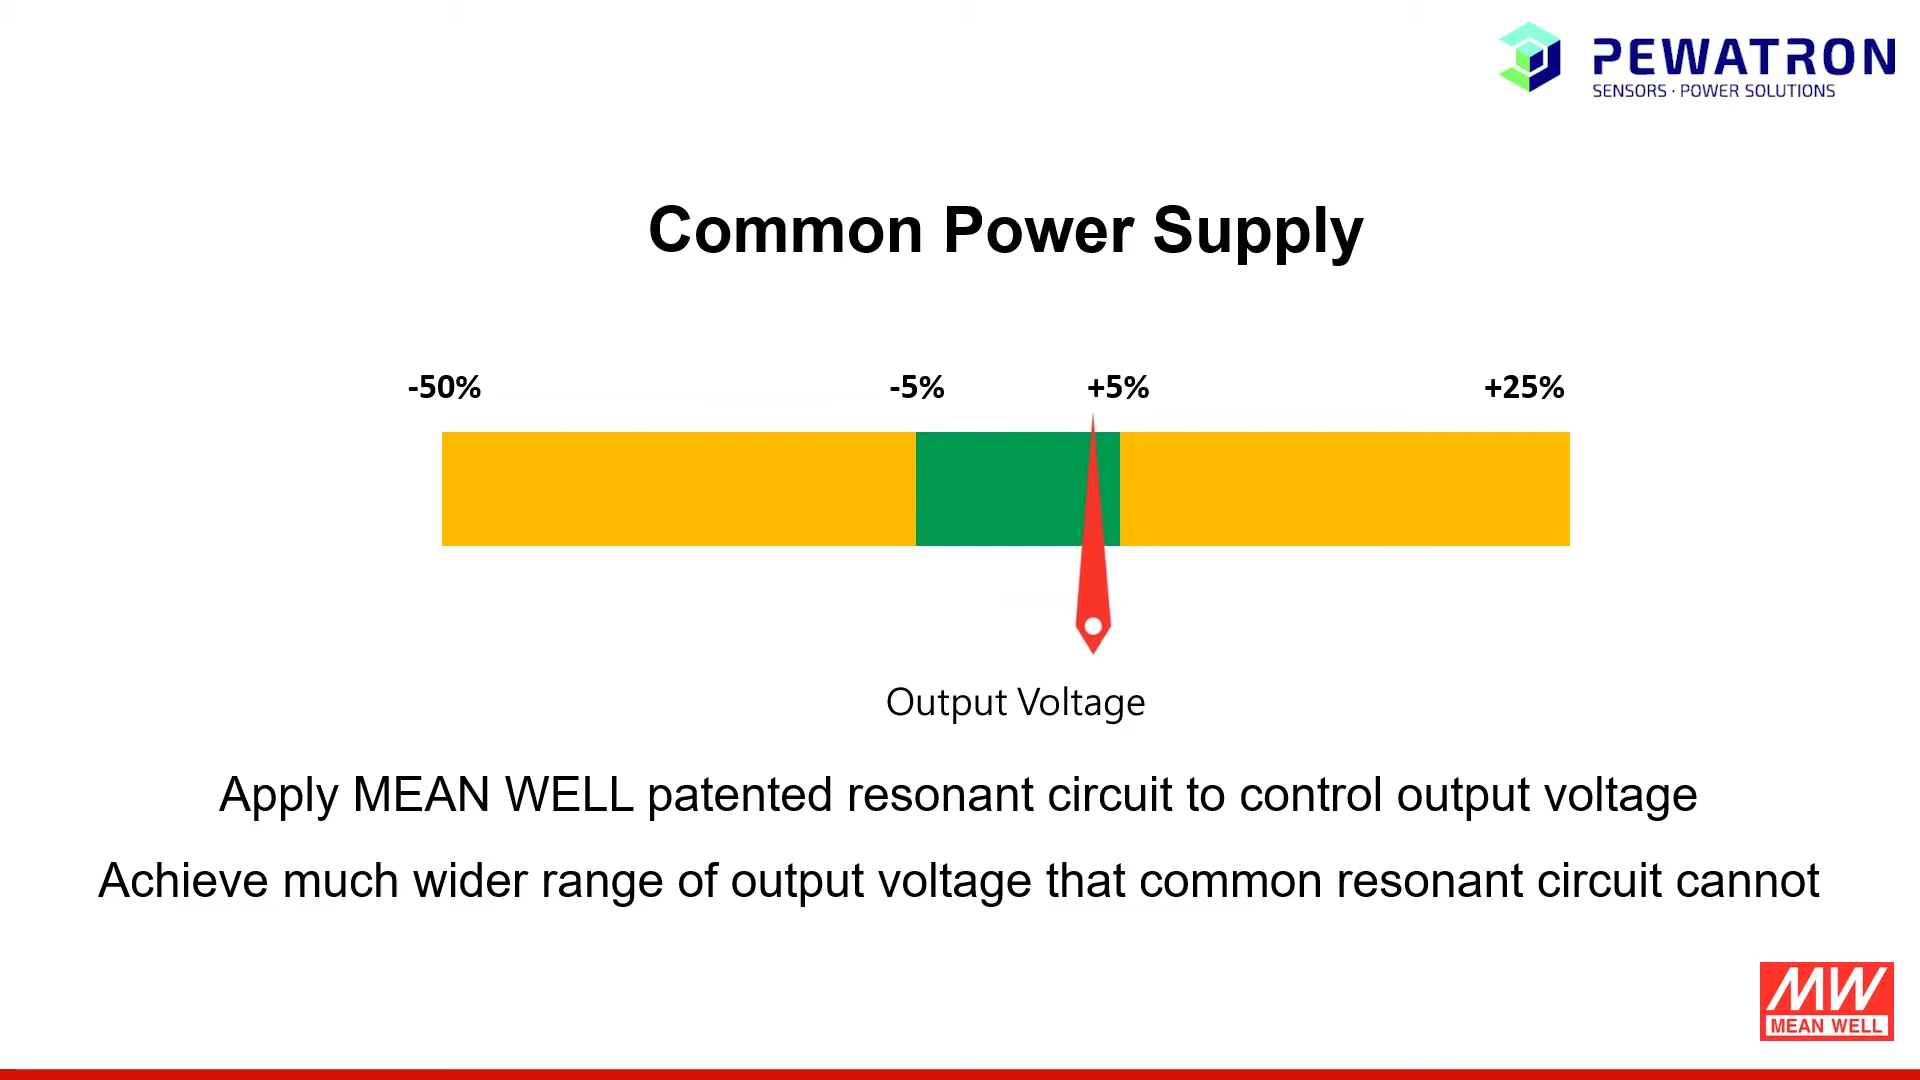 PEWATRON
SENSORS · POWER SOLUTIONS
Common Power Supply
-50% -5% +5% +25%
Output Voltage
Apply MEAN WELL patented resonant circuit to control output voltage
Achieve much wider range of output voltage that common resonant circuit cannot
MW
MEAN WELL